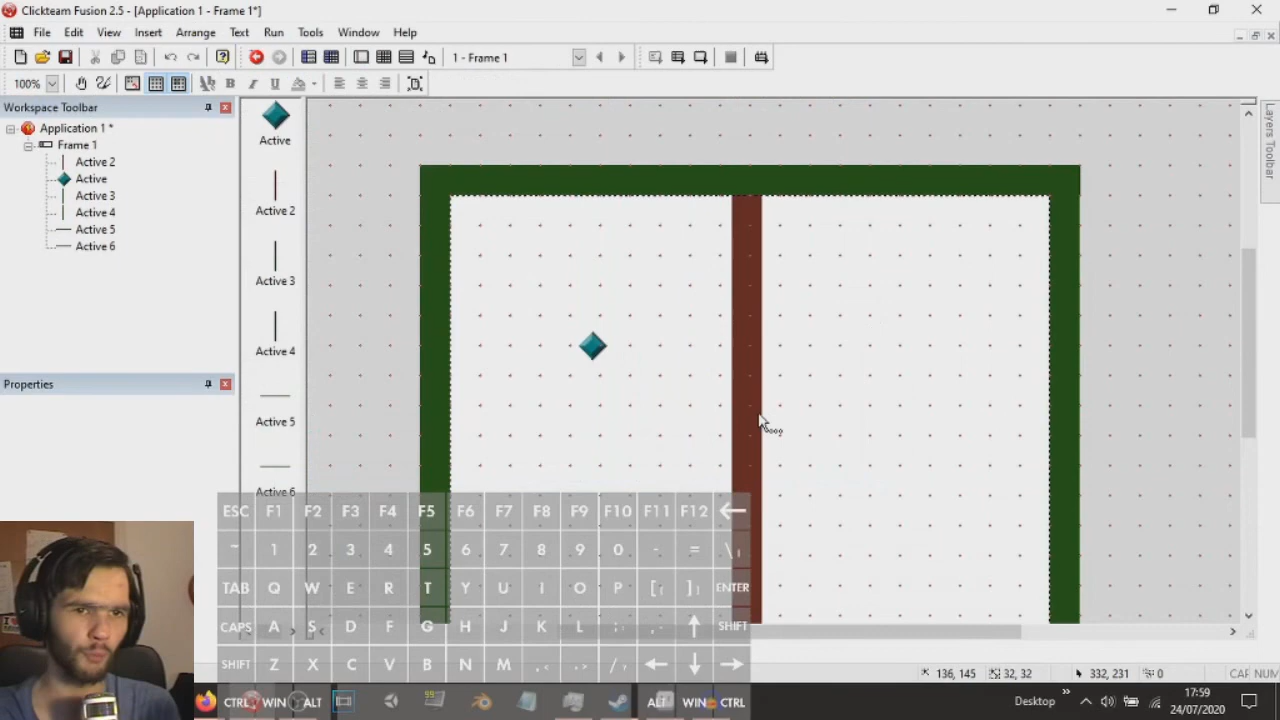 Clickteam Fusion 2.5 - [Application 1 - Frame 1*]
File Edit View Insert Arrange Text Run Tools Window Help
1 - Frame 1
100%
B I U
Workspace Toolbar
Application 1 *
Frame 1
Active 2
Active
Active 3
Active 4
Active 5
Active 6
Properties
Active
Active 2
Active 3
Active 4
Active 5
Active 6
Layers Toolbar
ESC F1 F2 F3 F4 F5 F6 F7 F8 F9 F10 F11 F12 ←
~ 1 2 3 4 5 6 7 8 9 0 - = \|
TAB Q W E R T Y U I O P [{ ]} ENTER
CAPS A S D F G H J K L ↑ SHIFT
SHIFT Z X C V B N M ,< .> /? ← ↓ →
CTRL WIN ALT 99 ALT WIN CTRL
136, 145 32, 32 332, 231 0 CAP NUM
Desktop » 17:59
24/07/2020